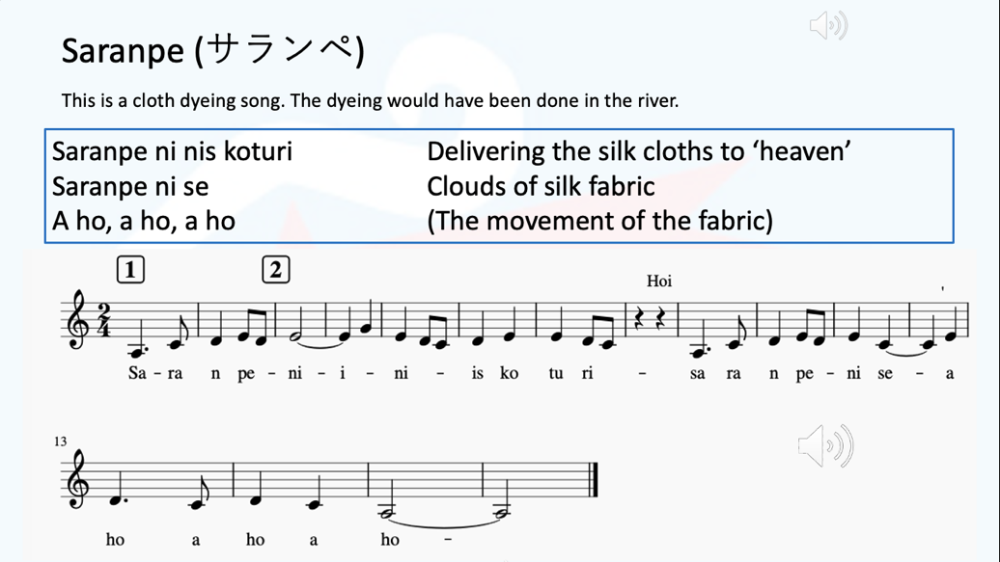 Saranpe (サランペ)
This is a cloth dyeing song. The dyeing would have been done in the river.
Saranpe ni nis koturi
Delivering the silk cloths to ‘heaven’
Saranpe ni se
Clouds of silk fabric
A ho, a ho, a ho
(The movement of the fabric)
1 2
Hoi
2
4
Sa - ra n pe - ni - i - ni - is ko tu ri - sa ra n pe - ni se - a
13
ho a ho a ho -